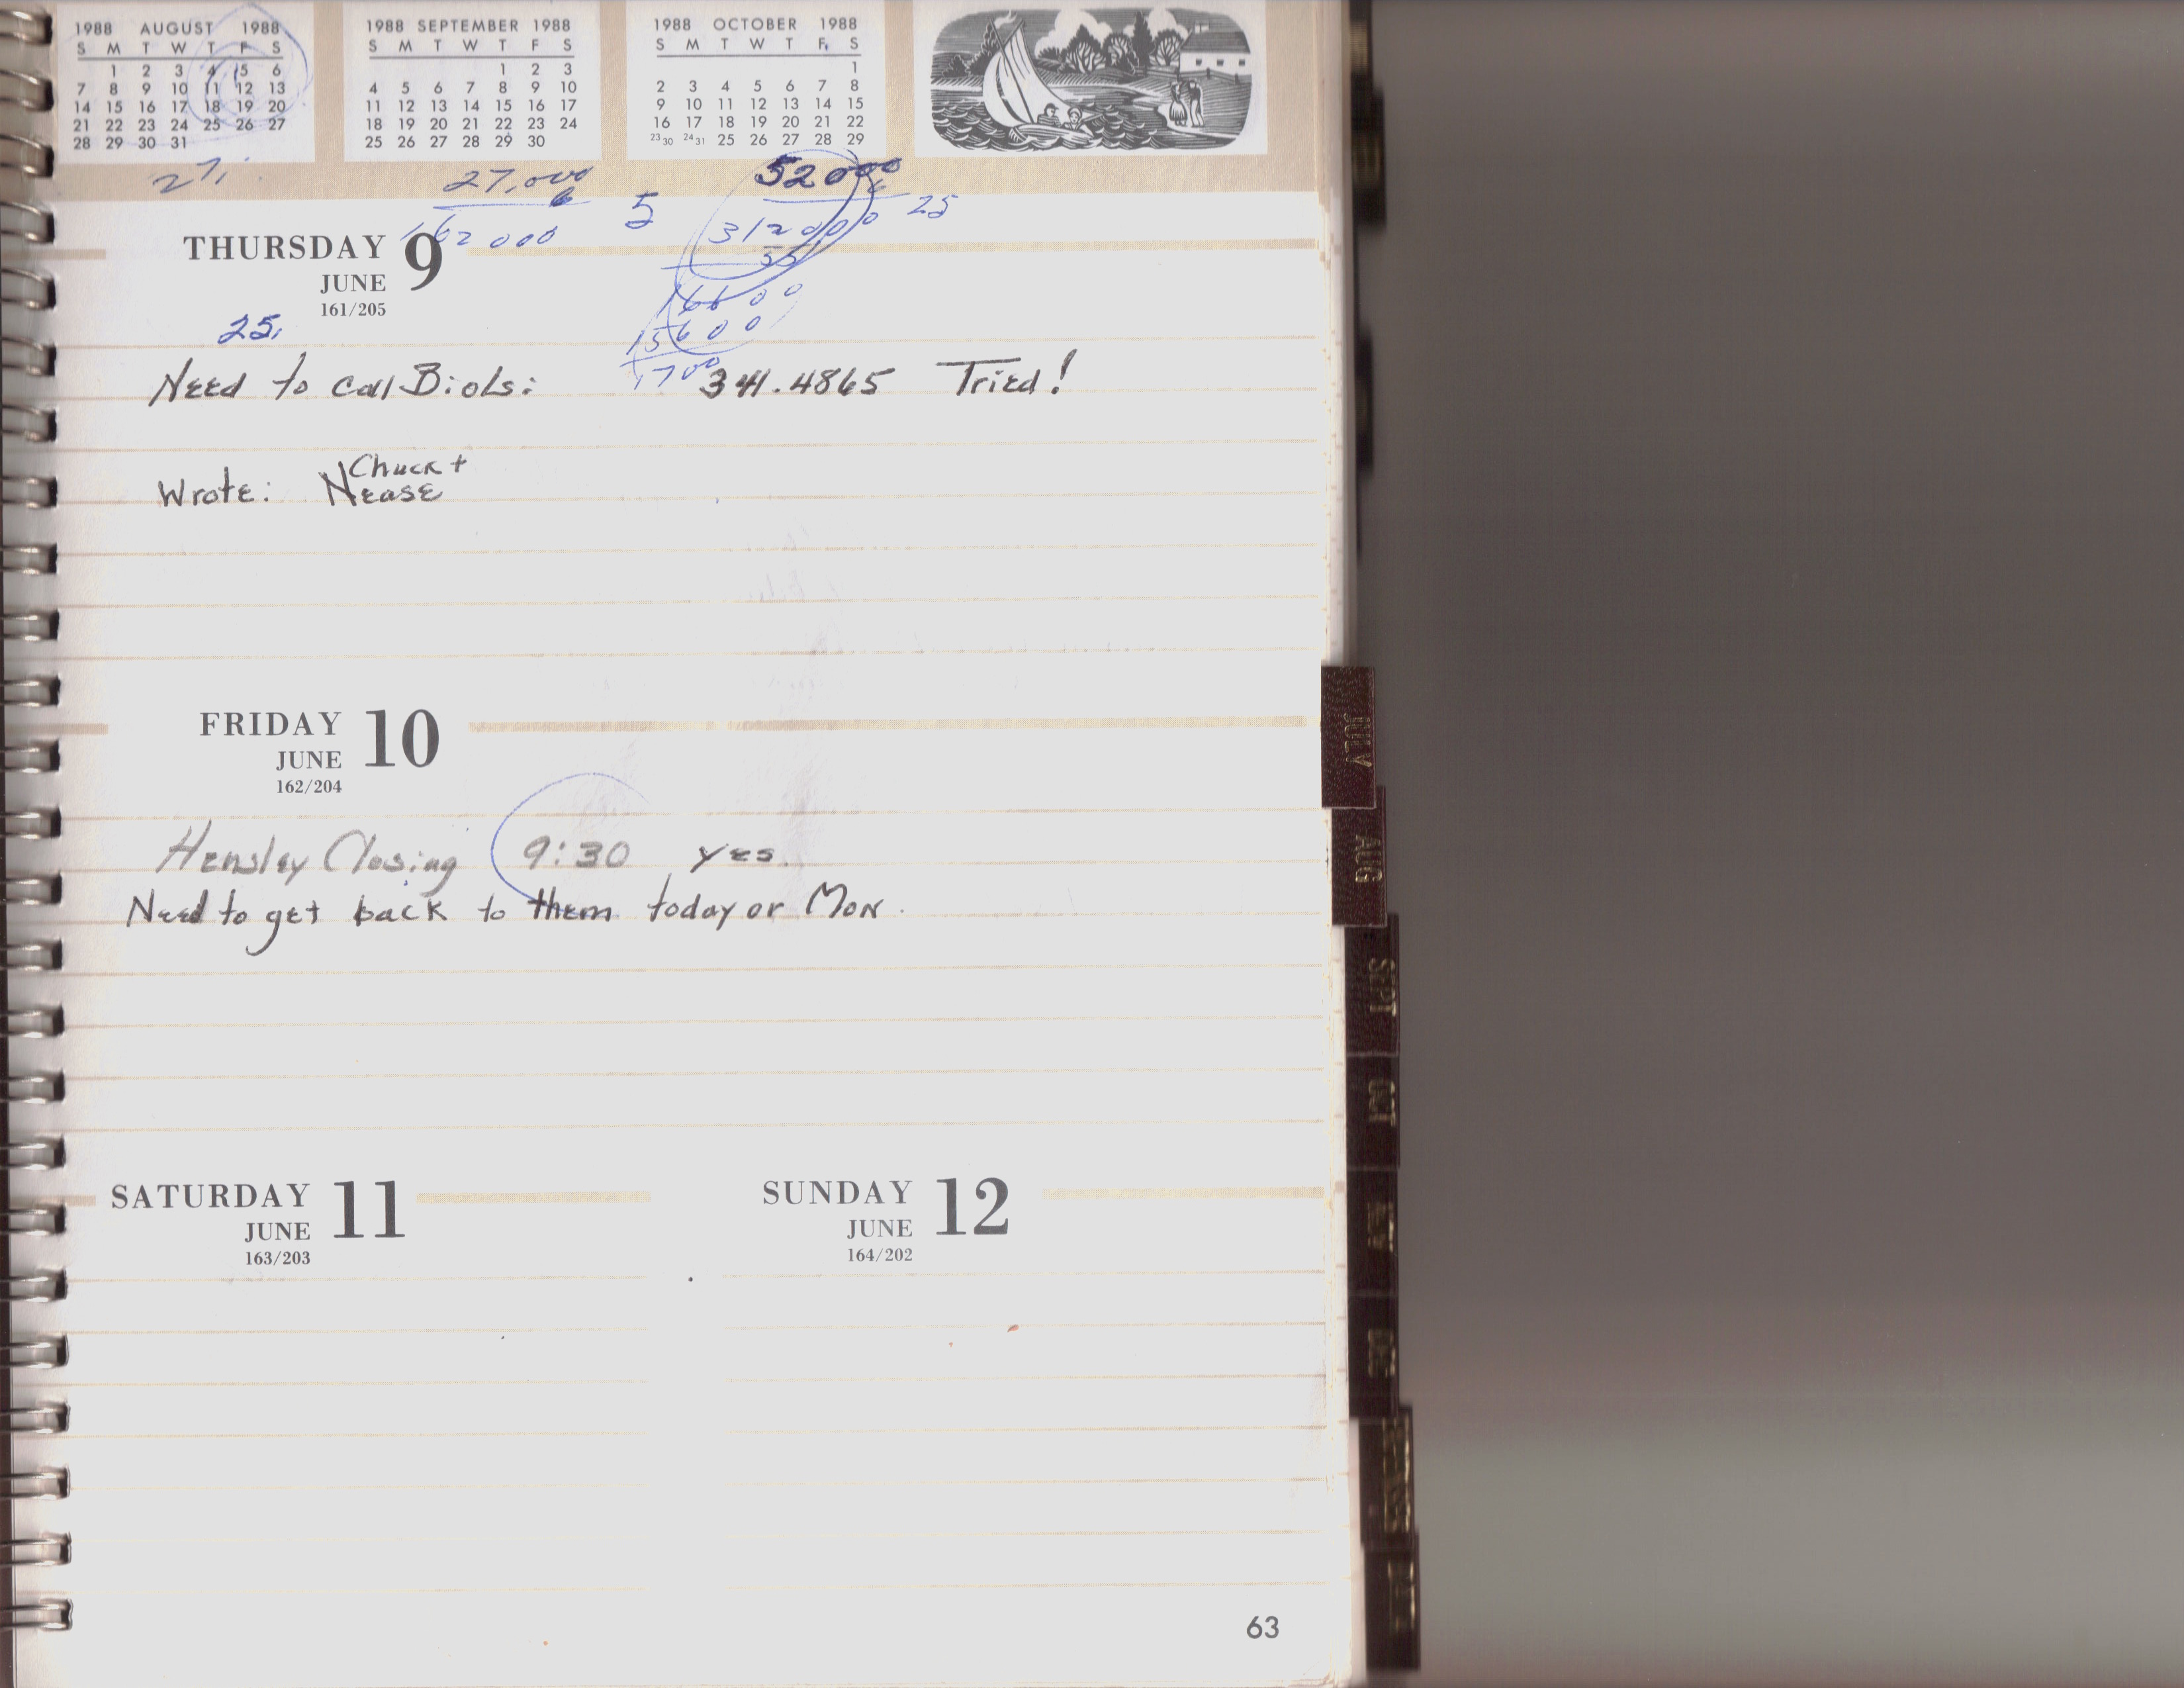 1988 AUGUST 1988
S M T W T F S
1 2 3 4 5 6
7 8 9 10 11 12 13
14 15 16 17 18 19 20
21 22 23 24 25 26 27
28 29 30 31
1988 SEPTEMBER 1988
S M T W T F S
1 2 3
4 5 6 7 8 9 10
11 12 13 14 15 16 17
18 19 20 21 22 23 24
25 26 27 28 29 30
1988 OCTOBER 1988
S M T W T F S
1
2 3 4 5 6 7 8
9 10 11 12 13 14 15
16 17 18 19 20 21 22
23 30 24 31 25 26 27 28 29
27,000
6
162 000
5
52000
6
312000
25
55
15600
1700
THURSDAY 9
JUNE
161/205
25.
Need to call 341.4865 Tried!
Chuck +
Wrote: Nease
FRIDAY 10
JUNE
162/204
Hensley Closing 9:30 yes.
Need to get back to them today or Mon.
SATURDAY 11
JUNE
163/203
SUNDAY 12
JUNE
164/202
63
JULY
AUG
SEPT
OCT